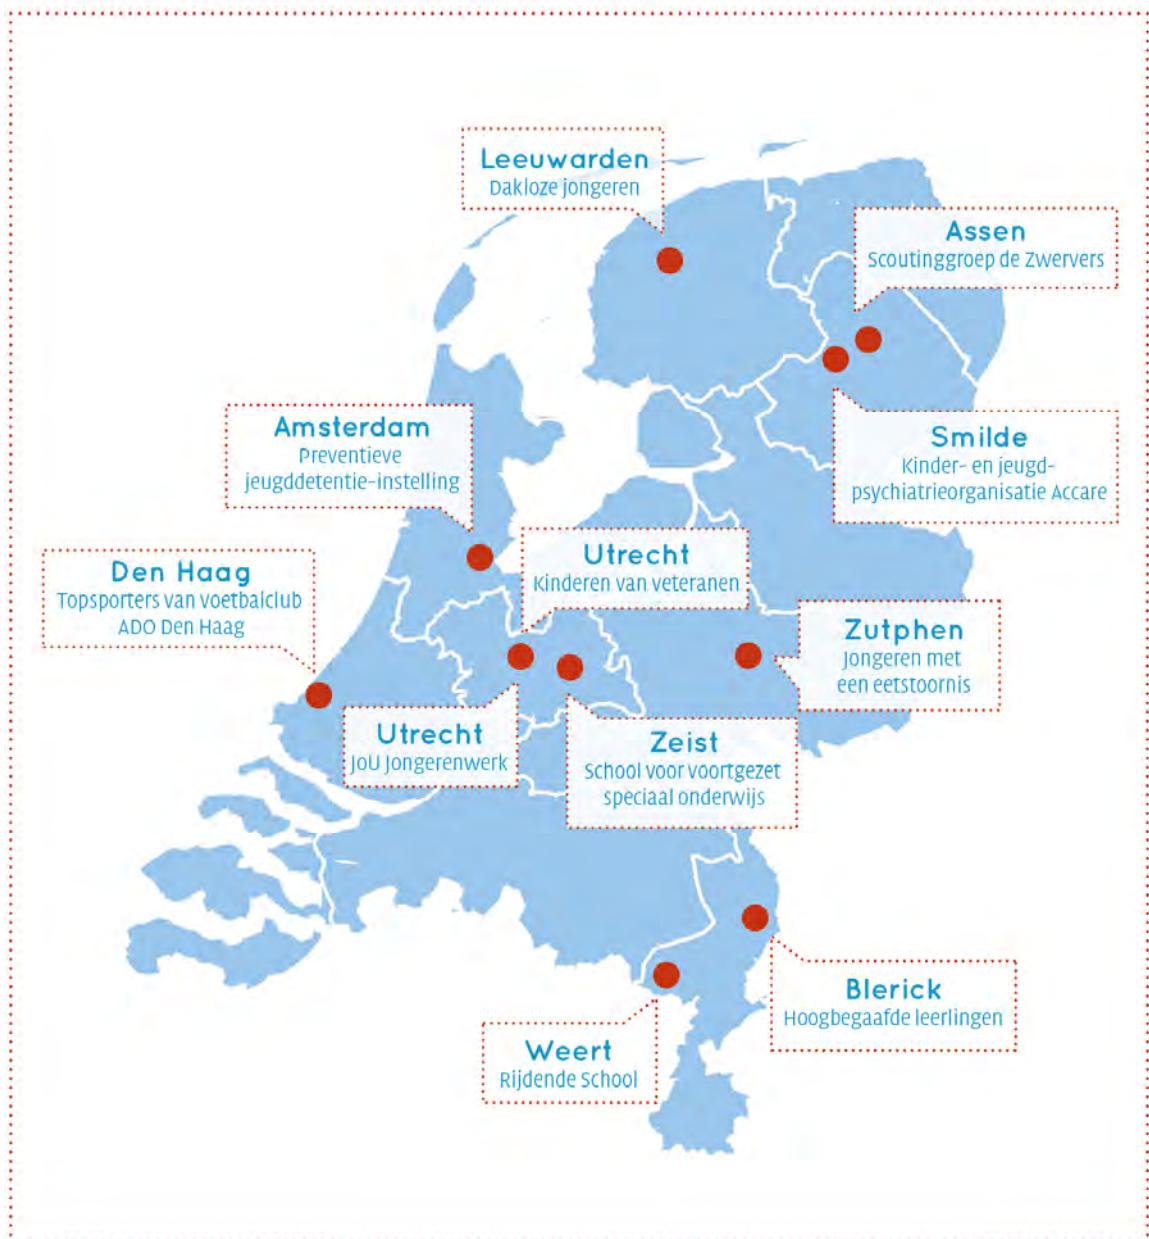 Leeuwarden
Dakloze jongeren
Assen
Scoutinggroep de Zwervers
Amsterdam
Preventieve
jeugddetentie-instelling
Smilde
Kinder- en jeugd-
psychiatrieorganisatie Accare
Den Haag
Topsporters van voetbalclub
ADO Den Haag
Utrecht
Kinderen van veteranen
Zutphen
Jongeren met
een eetstoornis
Utrecht
JoU Jongerenwerk
Zeist
School voor voortgezet
speciaal onderwijs
Blerick
Hoogbegaafde leerlingen
Weert
Rijdende School